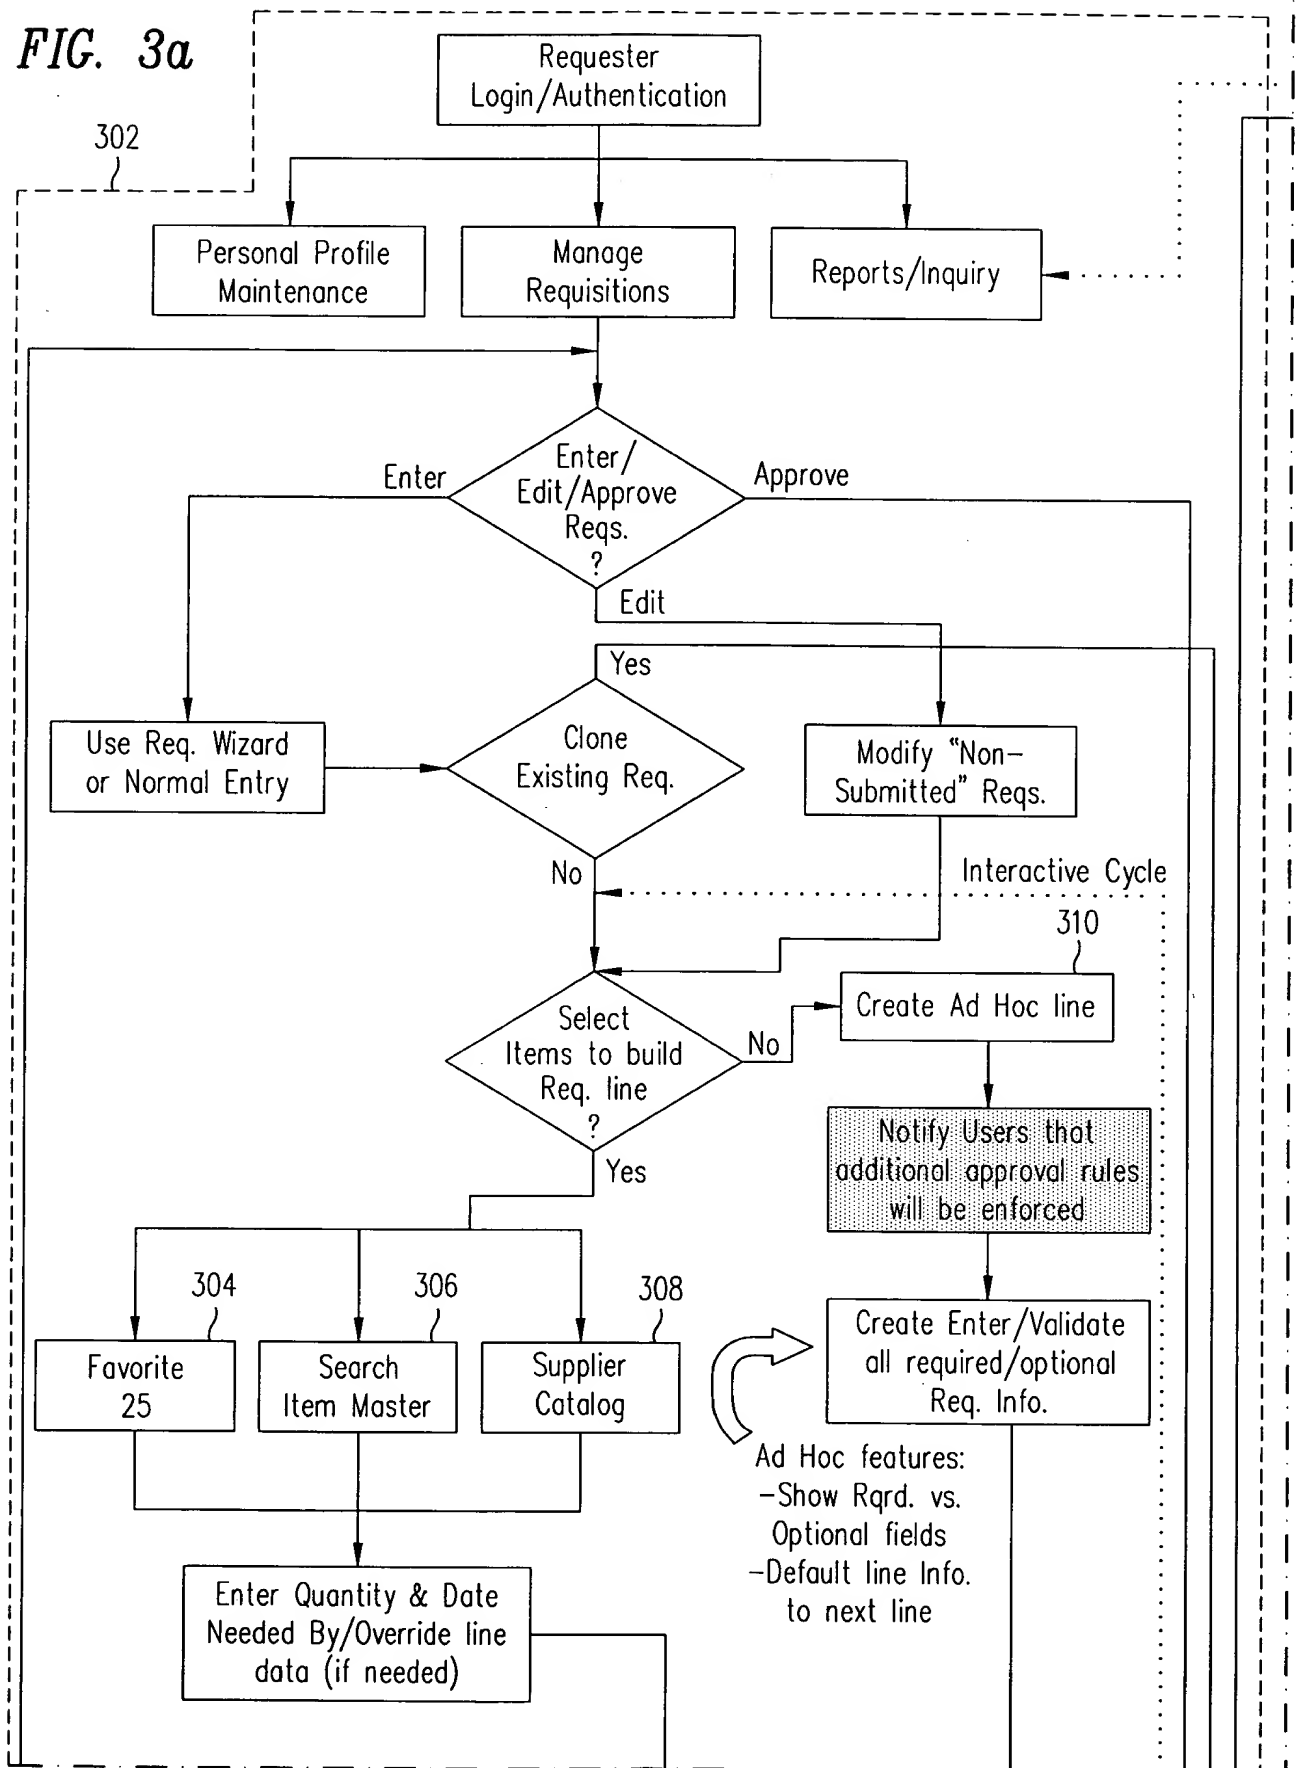 FIG. 3a
302
Requester
Login/Authentication
Personal Profile
Maintenance
Manage
Requisitions
Reports/Inquiry
Enter
Enter/
Edit/Approve
Reqs.
?
Approve
Edit
Yes
Use Req. Wizard
or Normal Entry
Clone
Existing Req.
Modify "Non-
Submitted" Reqs.
No
Interactive Cycle
310
Select
Items to build
Req. line
?
No
Create Ad Hoc line
Yes
Notify Users that
additional approval rules
will be enforced
304
306
308
Favorite
25
Search
Item Master
Supplier
Catalog
Create Enter/Validate
all required/optional
Req. Info.
Ad Hoc features:
-Show Rqrd. vs.
Optional fields
-Default line Info.
to next line
Enter Quantity & Date
Needed By/Override line
data (if needed)